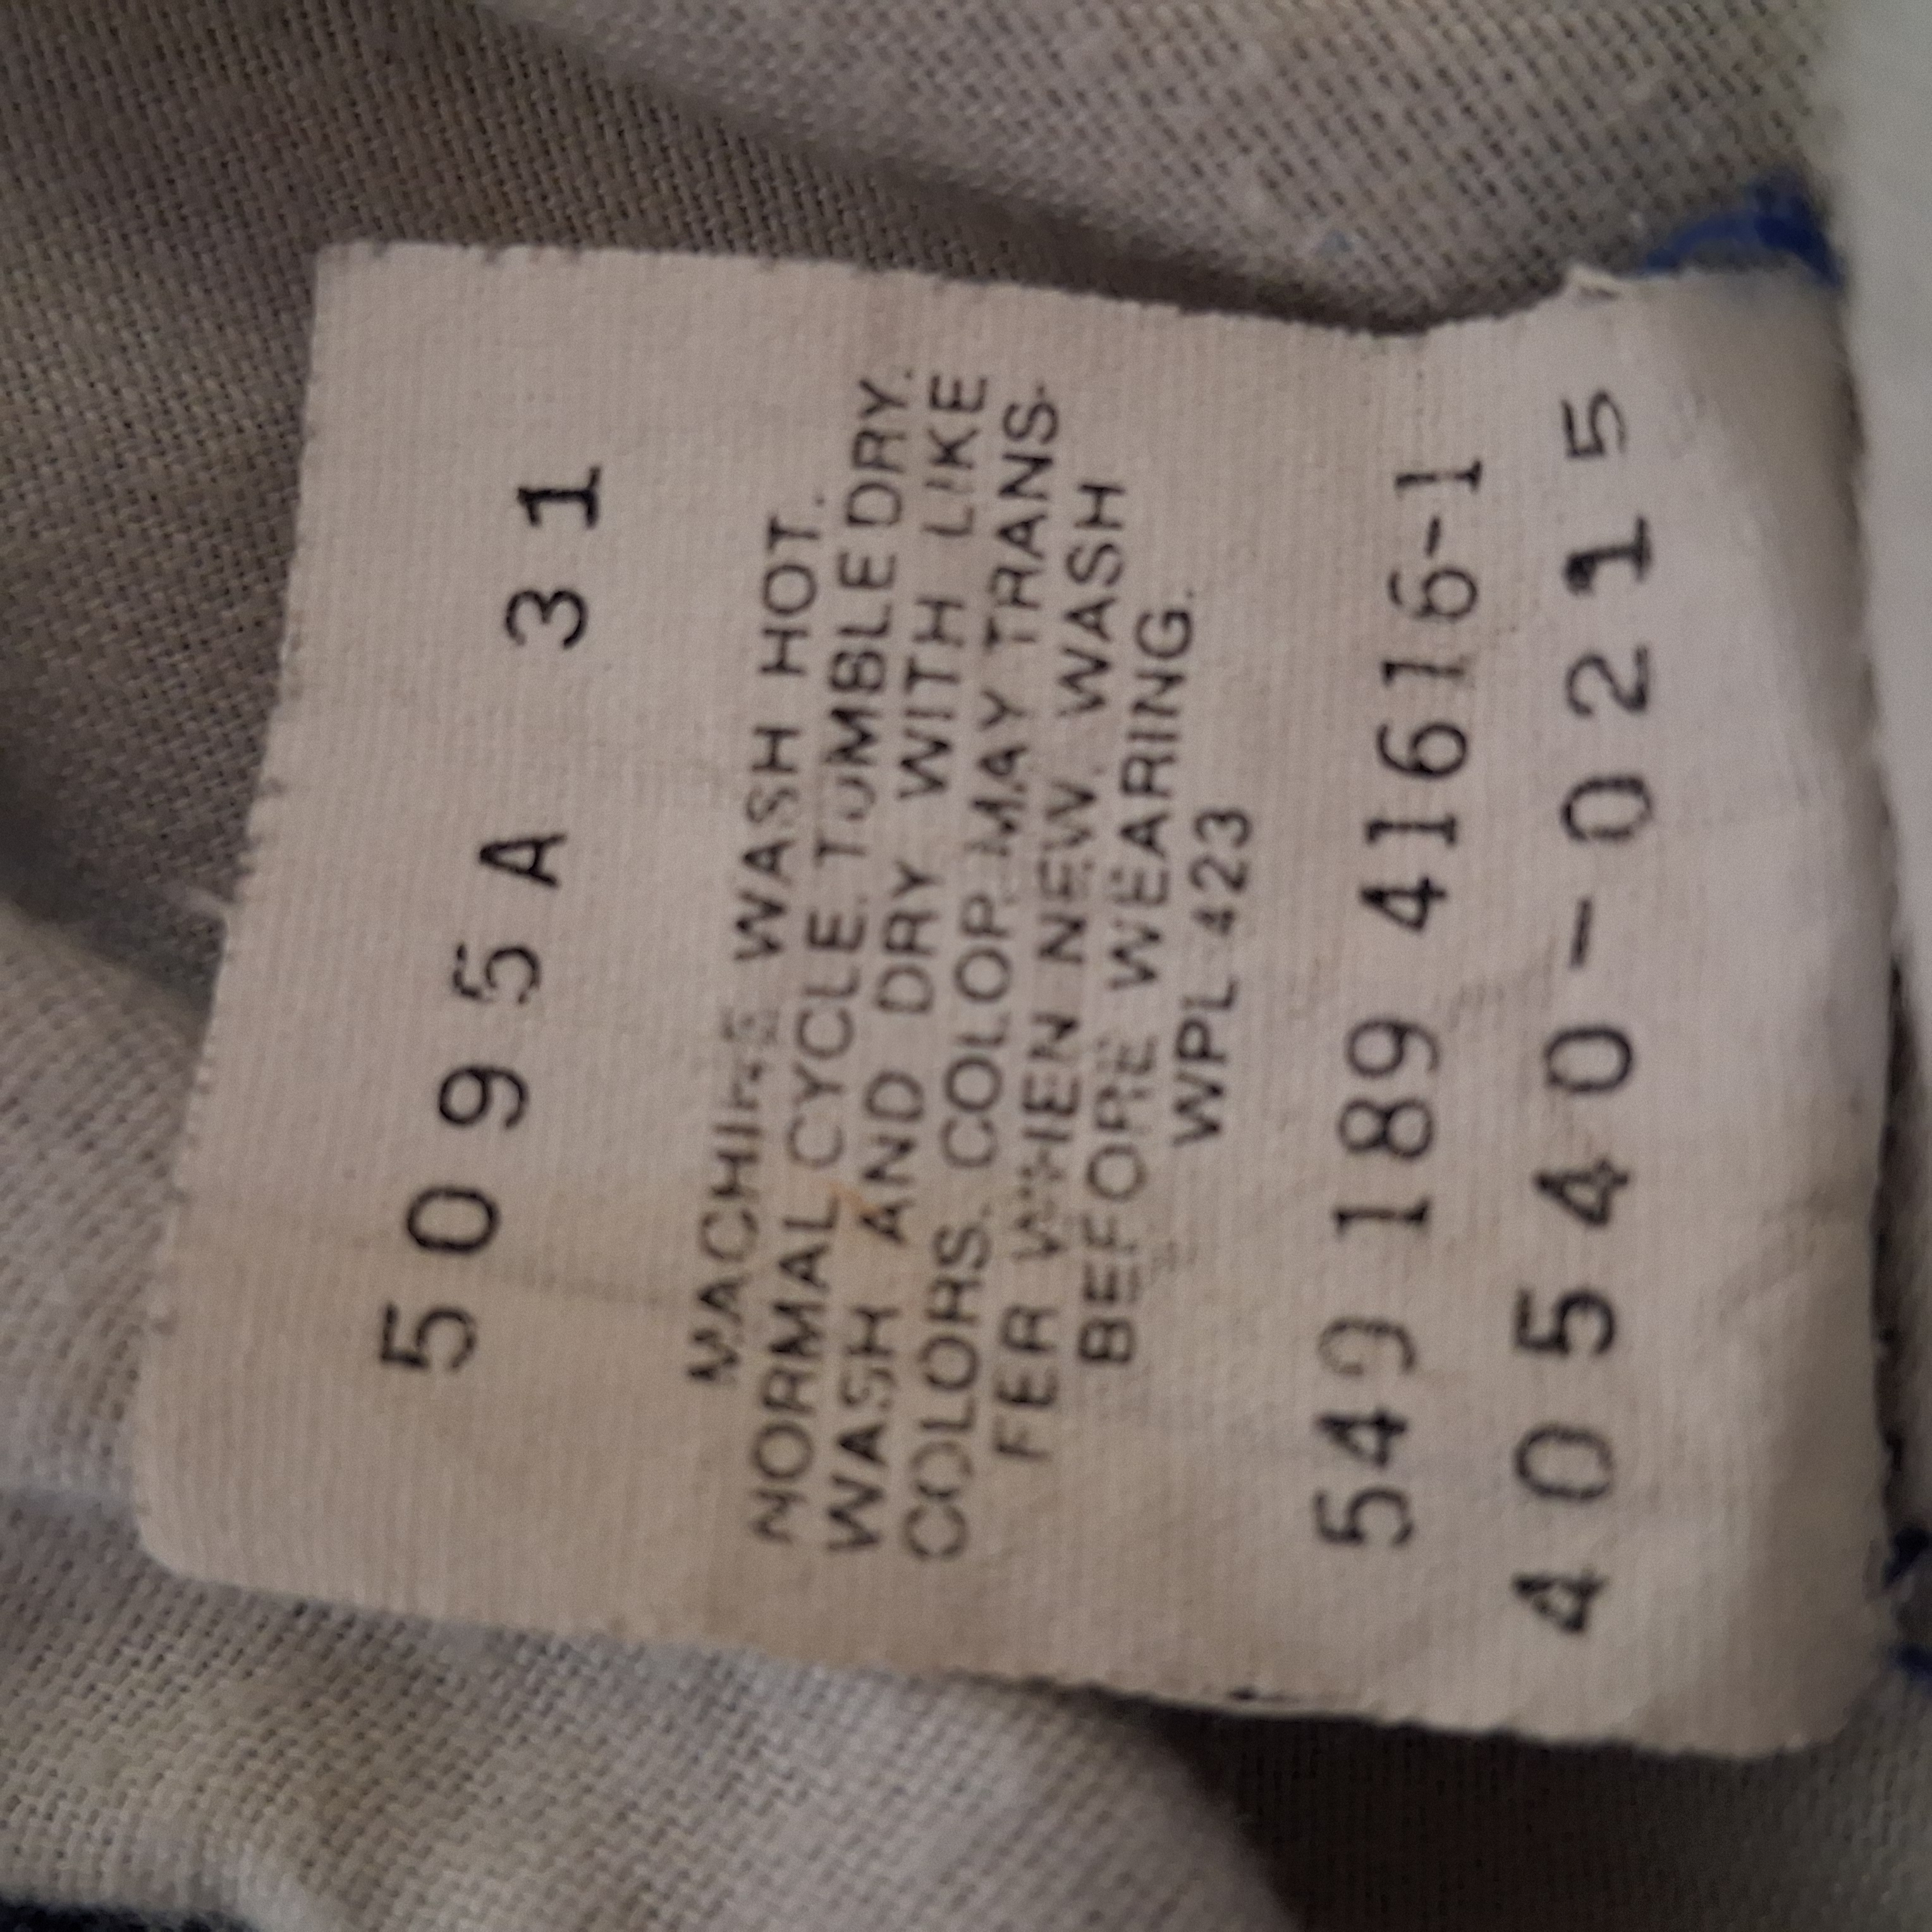 5095A 31
MACHINE WASH HOT.
NORMAL CYCLE. TUMBLE DRY.
WASH AND DRY WITH LIKE
COLORS. COLOR MAY TRANS-
FER WHEN NEW. WASH
BEFORE WEARING.
WPL 423
549 189 41616-1
40540-0215